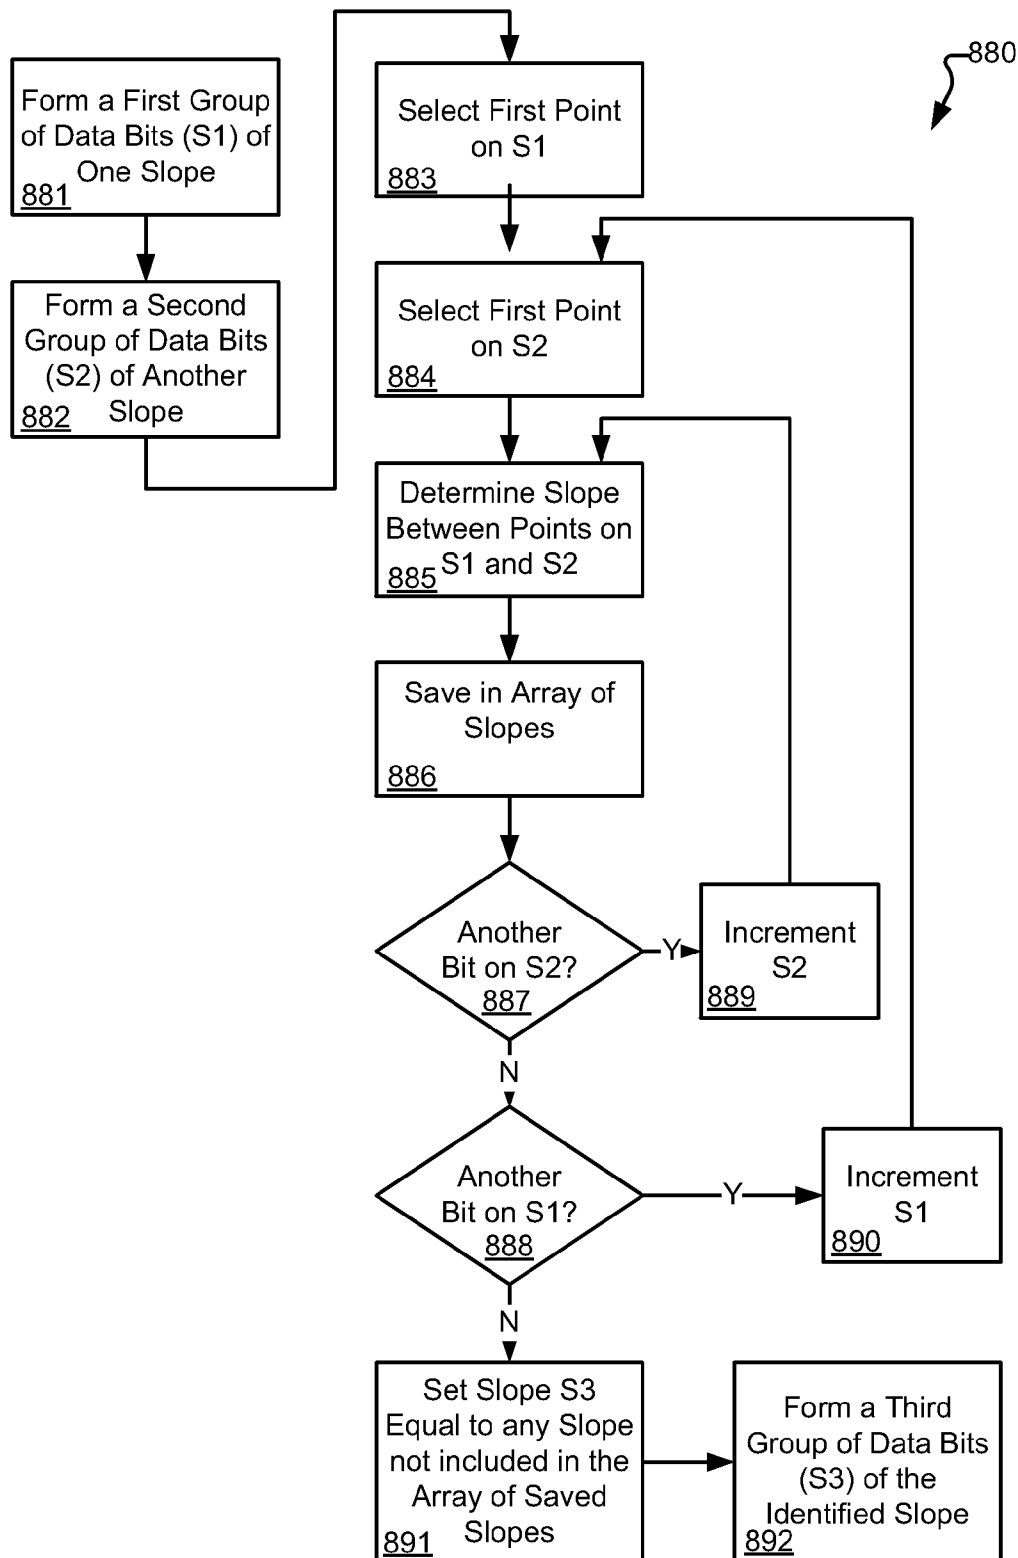 880
Form a First Group
of Data Bits (S1) of
One Slope
881
Form a Second
Group of Data Bits
(S2) of Another
Slope
882
Select First Point
on S1
883
Select First Point
on S2
884
Determine Slope
Between Points on
S1 and S2
885
Save in Array of
Slopes
886
Another
Bit on S2?
887
Y
Increment
S2
889
N
Another
Bit on S1?
888
Y
Increment
S1
890
N
Set Slope S3
Equal to any Slope
not included in the
Array of Saved
Slopes
891
Form a Third
Group of Data Bits
(S3) of the
Identified Slope
892